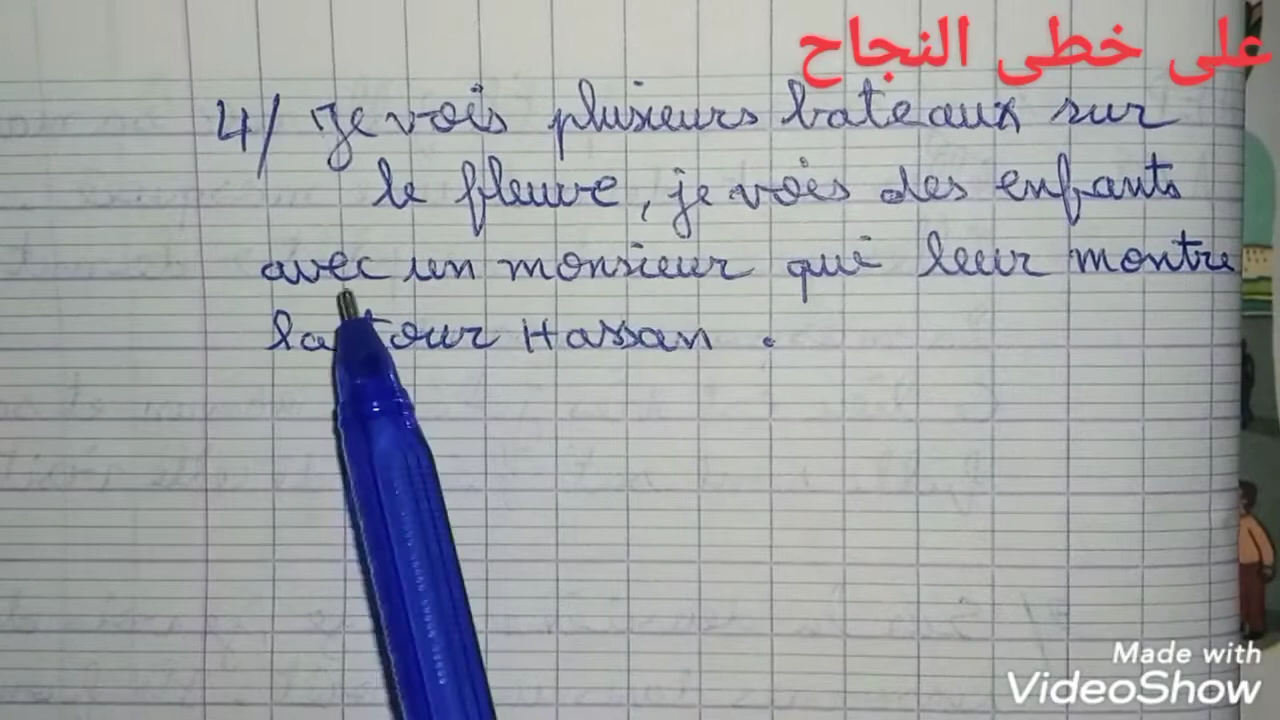 على خطى النجاح
4/ Je vois plusieurs bateaux sur
le fleuve, je vois des enfants
avec un monsieur qui leur montre
la tour Hassan .
Made with
VideoShow